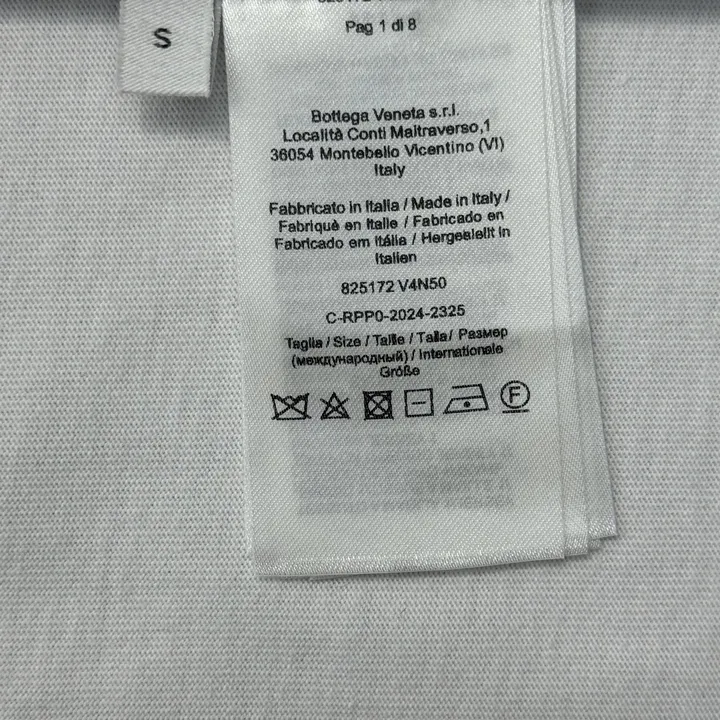 S
Pag 1 di 8
Bottega Veneta s.r.l.
Località Conti Maltraverso,1
36054 Montebello Vicentino (VI)
Italy
Fabbricato in Italia / Made in Italy /
Fabriqué en Italie / Fabricado en
Fabricado em Itália / Hergestellt in
Italien
825172 V4N50
C-RPP0-2024-2325
Taglia / Size / Taille / Talla/ Размер
(международный) / Internationale
Größe
F